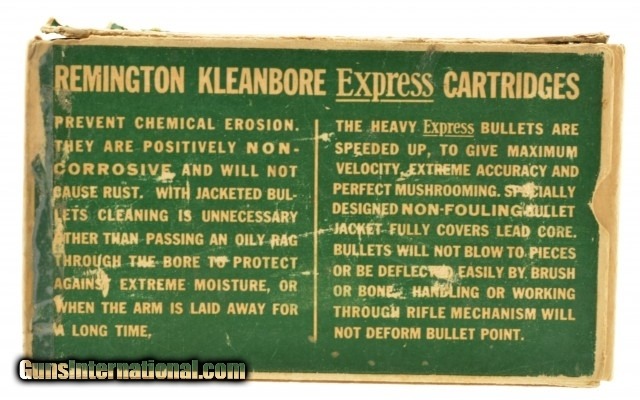 REMINGTON KLEANBORE Express CARTRIDGES
PREVENT CHEMICAL EROSION.
THEY ARE POSITIVELY NON-
CORROSIVE AND WILL NOT
CAUSE RUST. WITH JACKETED BUL-
LETS CLEANING IS UNNECESSARY
OTHER THAN PASSING AN OILY RAG
THROUGH THE BORE TO PROTECT
AGAINST EXTREME MOISTURE, OR
WHEN THE ARM IS LAID AWAY FOR
A LONG TIME.
THE HEAVY Express BULLETS ARE
SPEEDED UP, TO GIVE MAXIMUM
VELOCITY, EXTREME ACCURACY AND
PERFECT MUSHROOMING. SPECIALLY
DESIGNED NON-FOULING BULLET
JACKET FULLY COVERS LEAD CORE.
BULLETS WILL NOT BLOW TO PIECES
OR BE DEFLECTED EASILY BY BRUSH
OR BONE. HANDLING OR WORKING
THROUGH RIFLE MECHANISM WILL
NOT DEFORM BULLET POINT.
GunsInternational.com